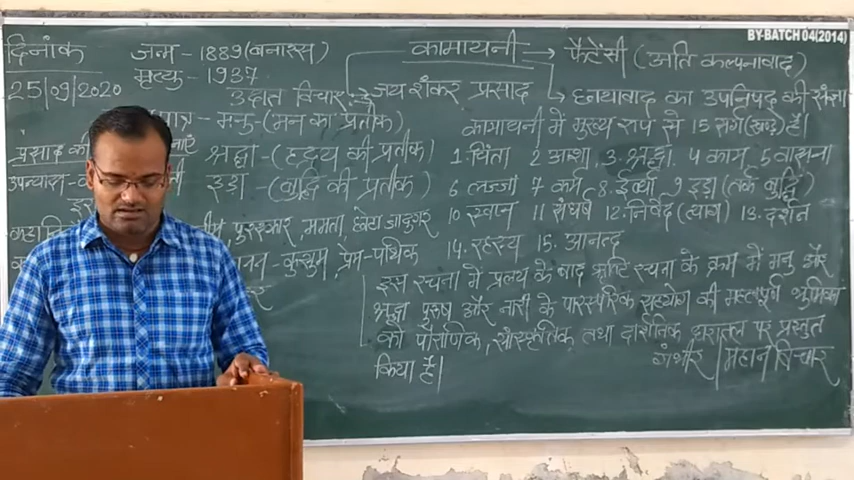 BY-BATCH 04(2014)
दिनांक जन्म - 1889 (बनारस) कामायनी → फैटेंसी (अति कल्पनावाद)
25/09/2020 मृत्यु - 1937 जय शंकर प्रसाद → छायावाद का उपनिषद की संज्ञा
उद्दात विचार
पात्र - मनु - (मन का प्रतीक) कामायनी में मुख्य रूप से 15 सर्ग (खण्ड) हैं।
प्रसाद की श्रद्धा - (हृदय की प्रतीक) 1. चिंता 2 आशा 3. श्रद्धा 4 काम 5 वासना
उपन्यास - इडा - (बुद्धि की प्रतीक) 6 लज्जा 7 कर्म 8. ईर्ष्या 9 इडा (तर्क बुद्धि)
पुरस्कार, ममता, छोटा जादूगर 10 स्वप्न 11 संघर्ष 12. निर्वेद (त्याग) 13. दर्शन
कुसुम, प्रेम-पथिक 14. रहस्य 15. आनन्द
इस रचना में प्रलय के बाद सृष्टि रचना के क्रम में मनु और
श्रद्धा पुरुष और नारी के पारस्परिक सहयोग की महत्वपूर्ण भूमिका
को पौराणिक, सांस्कृतिक तथा दार्शनिक धरातल पर प्रस्तुत
किया है। गंभीर / महान विचार